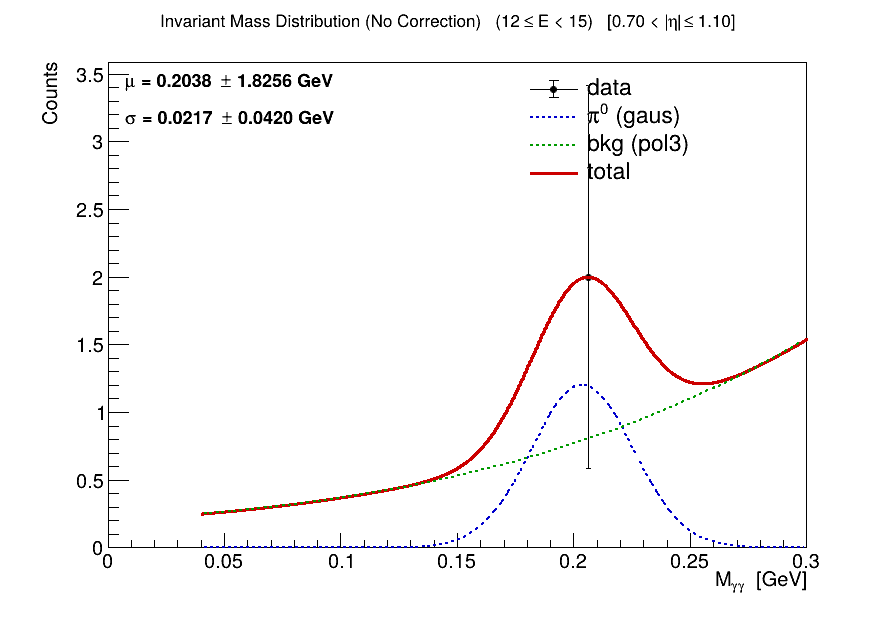 Invariant Mass Distribution (No Correction) (12 ≤ E < 15) [0.70 < |η| ≤ 1.10]
Counts
μ = 0.2038 ± 1.8256 GeV
σ = 0.0217 ± 0.0420 GeV
data
π⁰ (gaus)
bkg (pol3)
total
3.5
3
2.5
2
1.5
1
0.5
0
0 0.05 0.1 0.15 0.2 0.25 0.3
M_γγ [GeV]